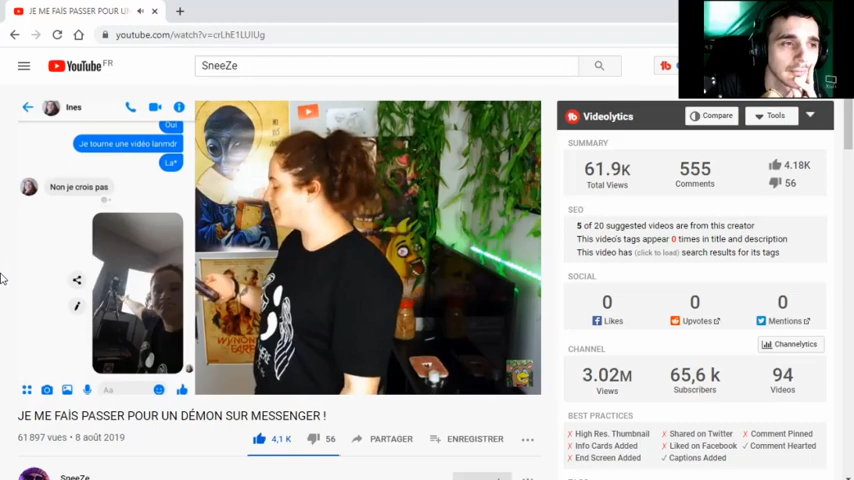 JE ME FAIS PASSER POUR UN
youtube.com/watch?v=crLhE1LUIUg
YouTube FR
SneeZe
Ines
Oui
Je tourne une vidéo lanmdr
La*
Non je crois pas
Aa
WYNON
EARP
JE ME FAİS PASSER POUR UN DÉMON SUR MESSENGER !
61 897 vues • 8 août 2019
4,1 K
56
PARTAGER
ENREGISTRER
SneeZe
Videolytics
Compare
Tools
SUMMARY
61.9K
Total Views
555
Comments
4.18K
56
SEO
5 of 20 suggested videos are from this creator
This video's tags appear 0 times in title and description
This video has (click to load) search results for its tags
SOCIAL
0
Likes
0
Upvotes
0
Mentions
CHANNEL
Channelytics
3.02M
Views
65,6 k
Subscribers
94
Videos
BEST PRACTICES
High Res. Thumbnail
Shared on Twitter
Comment Pinned
Info Cards Added
Liked on Facebook
Comment Hearted
End Screen Added
Captions Added